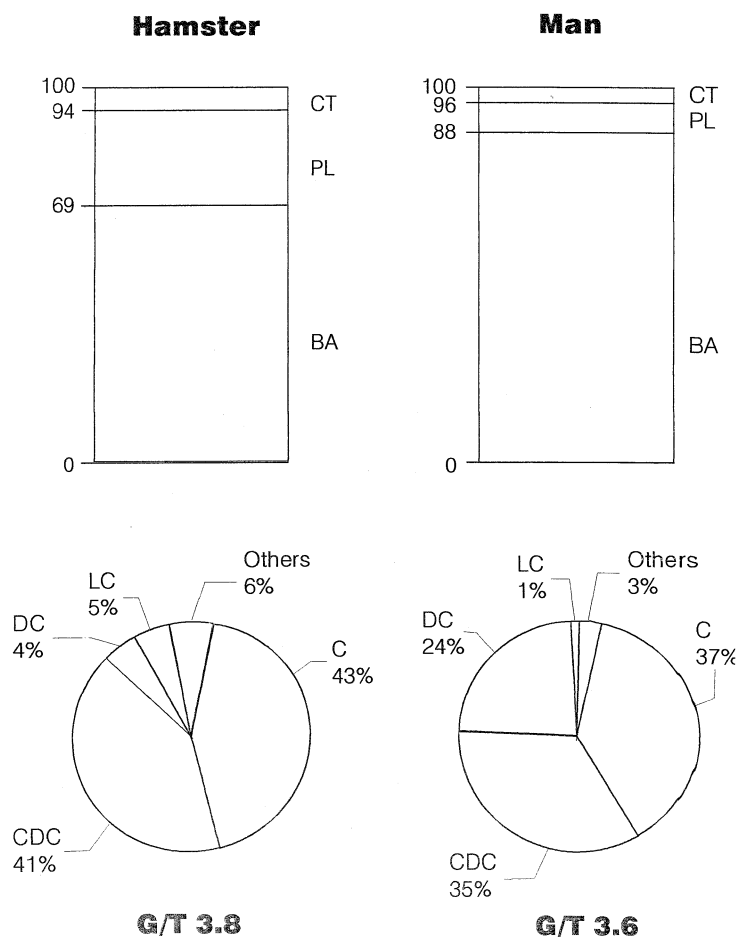 Hamster
100
94
69
0
CT
PL
BA
Man
100
96
88
0
CT
PL
BA
Others
6%
LC
5%
DC
4%
C
43%
CDC
41%
G/T 3.8
LC
1%
Others
3%
DC
24%
C
37%
CDC
35%
G/T 3.6